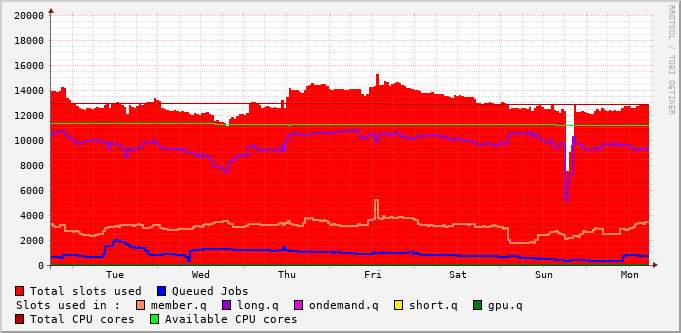 20000
18000
16000
14000
12000
10000
8000
6000
4000
2000
0
Tue Wed Thu Fri Sat Sun Mon
RRDTOOL / TOBI OETIKER
Total slots used Queued Jobs
Slots used in : member.q long.q ondemand.q short.q gpu.q
Total CPU cores Available CPU cores